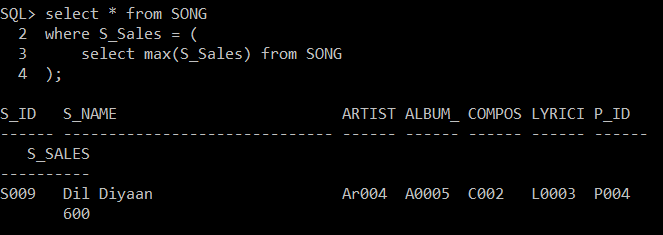 SQL> select * from SONG
  2  where S_Sales = (
  3      select max(S_Sales) from SONG
  4  );
S_ID   S_NAME                         ARTIST ALBUM_ COMPOS LYRICI P_ID
------ ------------------------------ ------ ------ ------ ------ ------
   S_SALES
----------
S009   Dil Diyaan                     Ar004  A0005  C002   L0003  P004
       600